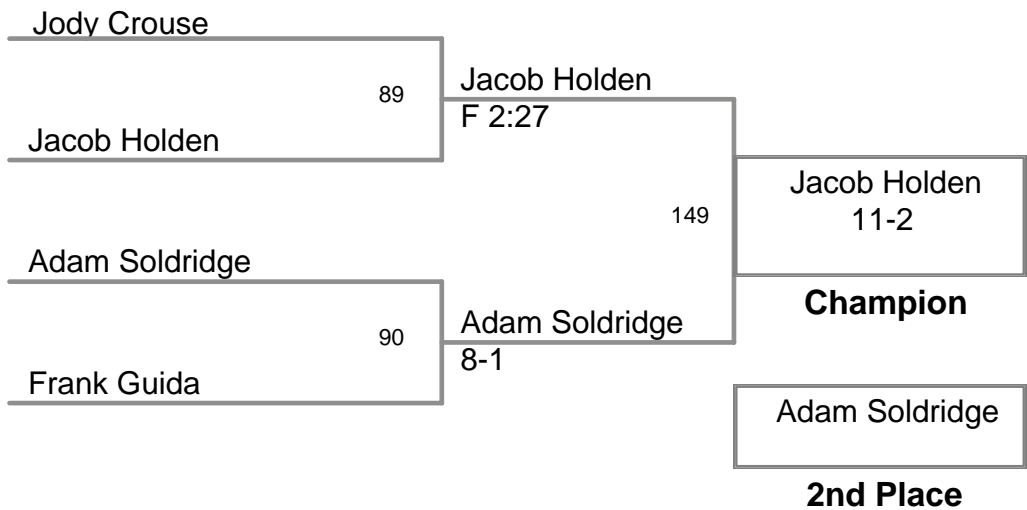 Jody Crouse
89
Jacob Holden
Jacob Holden
F 2:27
149
Jacob Holden
11-2
Champion
Adam Soldridge
90
Frank Guida
Adam Soldridge
8-1
Adam Soldridge
2nd Place